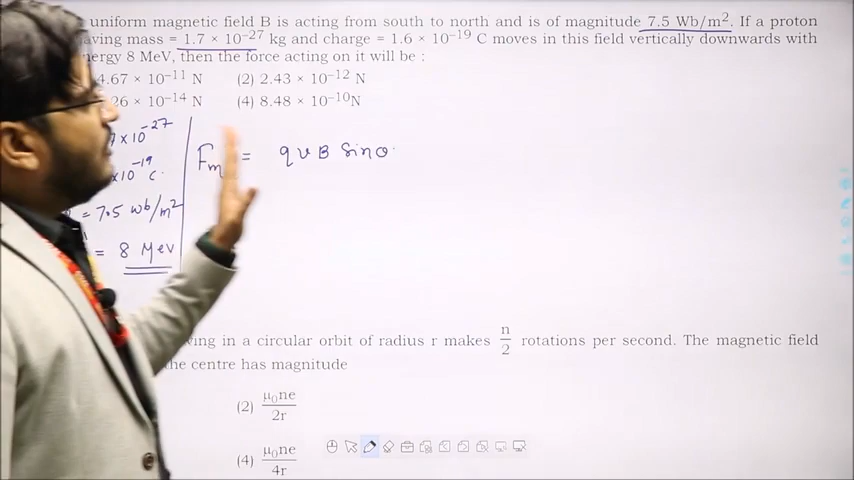 uniform magnetic field B is acting from south to north and is of magnitude 7.5 Wb/m². If a proton
aving mass = 1.7 × 10⁻²⁷ kg and charge = 1.6 × 10⁻¹⁹ C moves in this field vertically downwards with
nergy 8 MeV, then the force acting on it will be :
4.67 × 10⁻¹¹ N (2) 2.43 × 10⁻¹² N
26 × 10⁻¹⁴ N (4) 8.48 × 10⁻¹⁰N
7 × 10⁻²⁷
× 10⁻¹⁹ C.
= 7.5 wb/m²
= 8 Mev
Fm = q v B Sinθ
ving in a circular orbit of radius r makes n/2 rotations per second. The magnetic field
the centre has magnitude
(2) μ₀ne/2r
(4) μ₀ne/4r